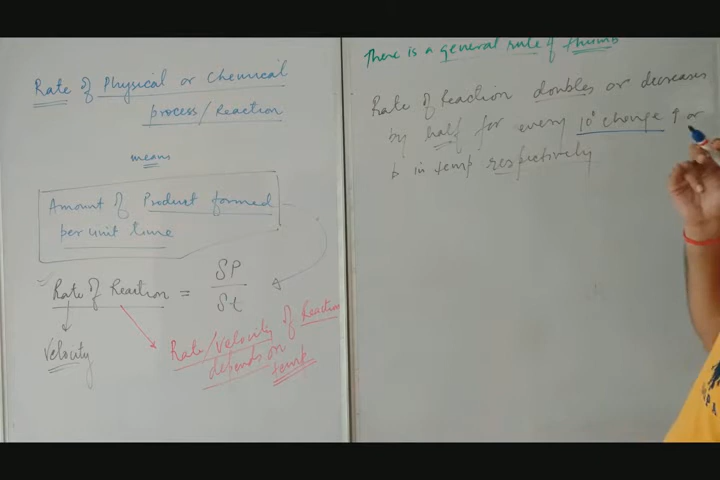 Rate of Physical or Chemical
process/Reaction
means
Amount of Product formed
per unit time
Rate of Reaction = δP
δt
Velocity
Rate/Velocity of Reaction
depends on
temp
There is a general rule of thumb
Rate of Reaction doubles or decreases
by half for every 10° change ↑ or
↓ in temp respectively